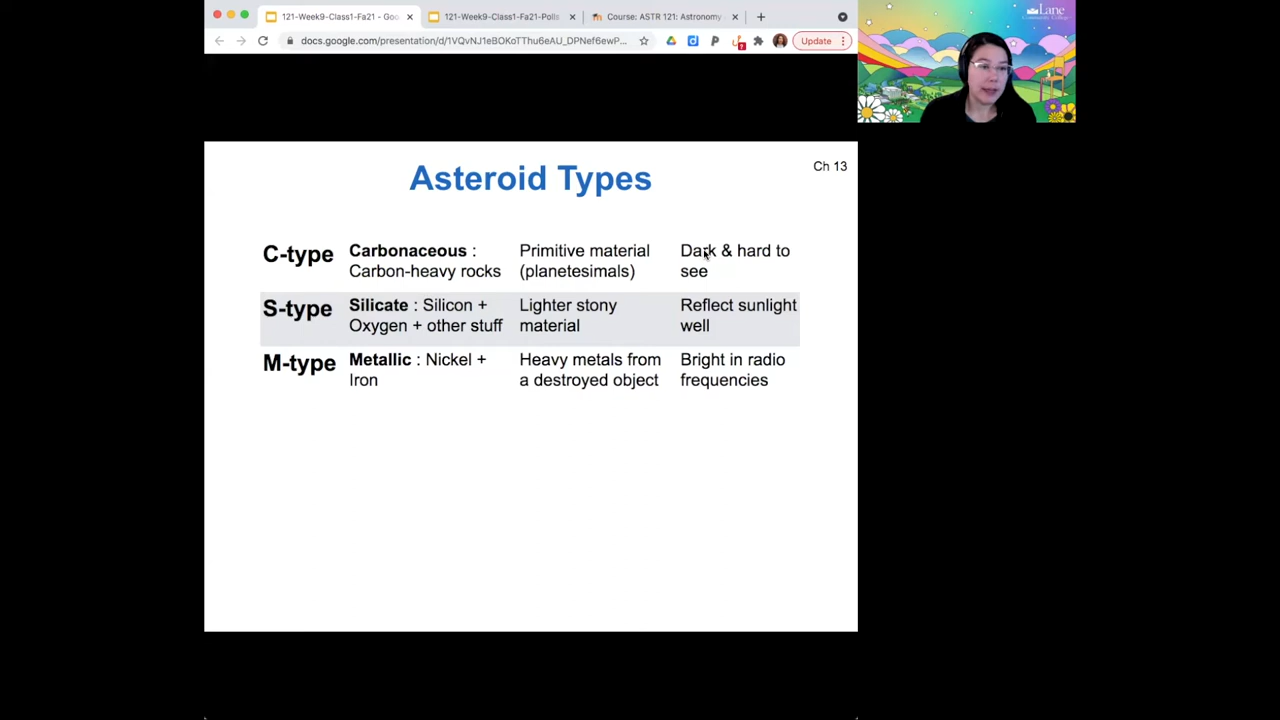 121-Week9-Class1-Fa21 - Goo
121-Week9-Class1-Fa21-Polls
Course: ASTR 121: Astronomy
docs.google.com/presentation/d/1VQvNJ1eBOKoTThu6eAU_DPNef6ewP...
Update
Lane
Community College
Ch 13
Asteroid Types
C-type
Carbonaceous :
Carbon-heavy rocks
Primitive material
(planetesimals)
Dark & hard to
see
S-type
Silicate : Silicon +
Oxygen + other stuff
Lighter stony
material
Reflect sunlight
well
M-type
Metallic : Nickel +
Iron
Heavy metals from
a destroyed object
Bright in radio
frequencies